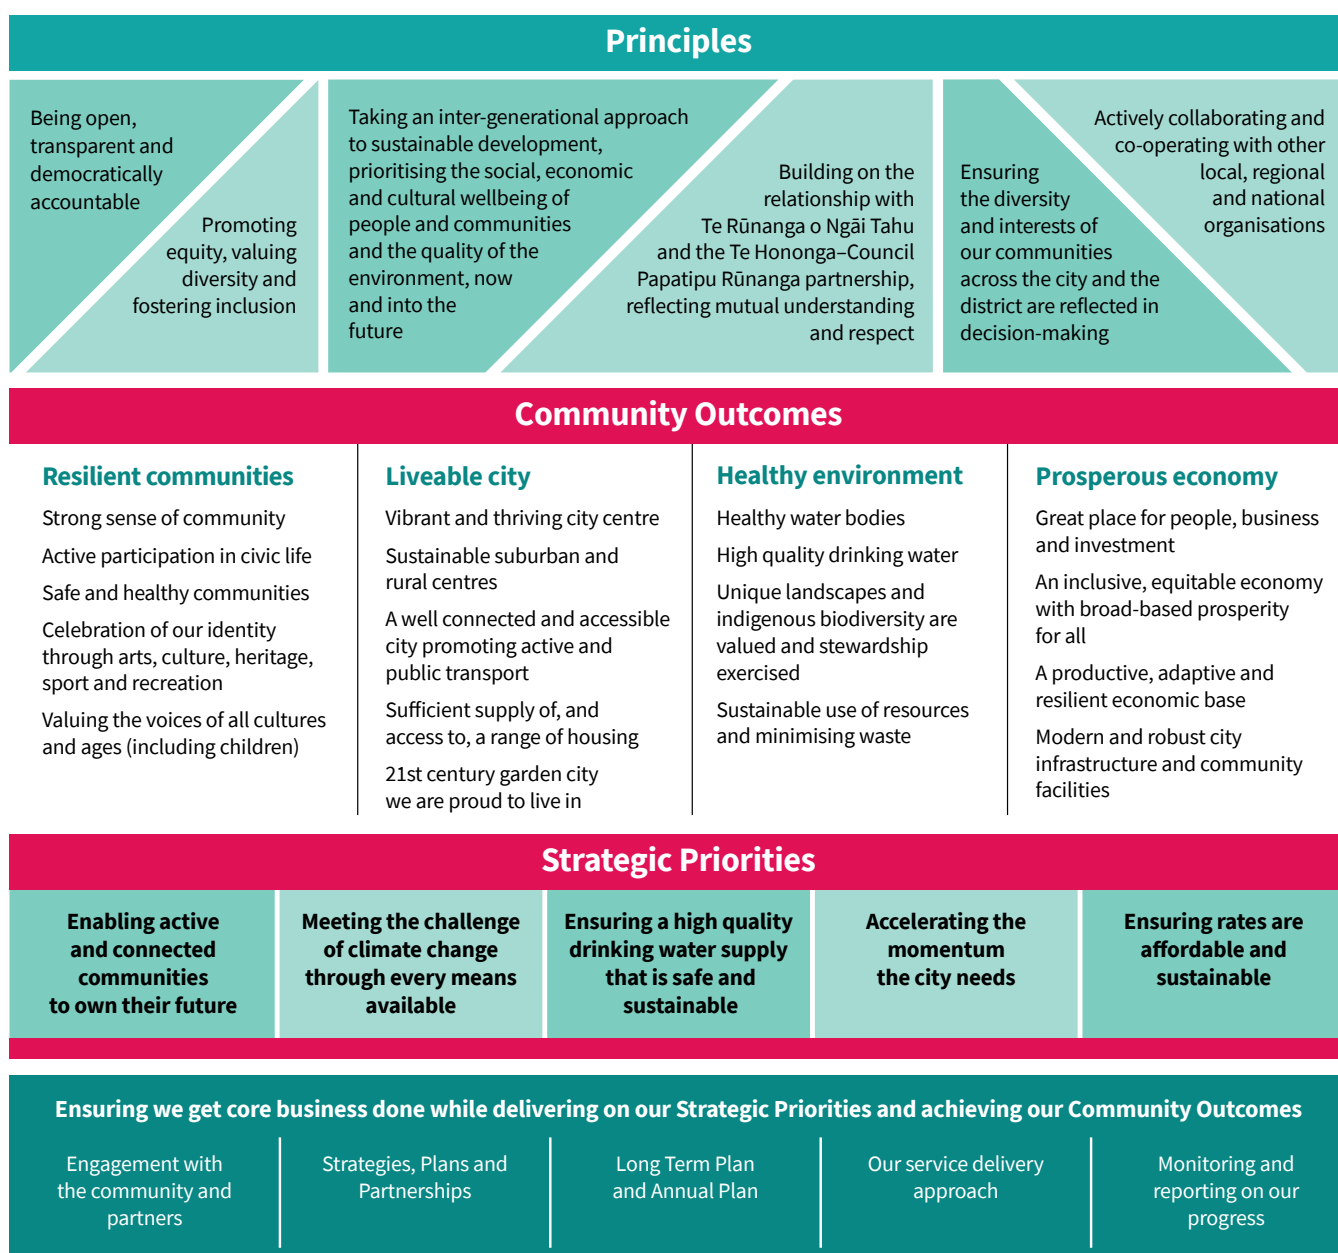 Principles
Being open,
transparent and
democratically
accountable
Promoting
equity, valuing
diversity and
fostering inclusion
Taking an inter-generational approach
to sustainable development,
prioritising the social, economic
and cultural wellbeing of
people and communities
and the quality of the
environment, now
and into the
future
Building on the
relationship with
Te Rūnanga o Ngāi Tahu
and the Te Hononga–Council
Papatipu Rūnanga partnership,
reflecting mutual understanding
and respect
Ensuring
the diversity
and interests of
our communities
across the city and the
district are reflected in
decision-making
Actively collaborating and
co-operating with other
local, regional
and national
organisations
Community Outcomes
Resilient communities
Strong sense of community
Active participation in civic life
Safe and healthy communities
Celebration of our identity
through arts, culture, heritage,
sport and recreation
Valuing the voices of all cultures
and ages (including children)
Liveable city
Vibrant and thriving city centre
Sustainable suburban and
rural centres
A well connected and accessible
city promoting active and
public transport
Sufficient supply of, and
access to, a range of housing
21st century garden city
we are proud to live in
Healthy environment
Healthy water bodies
High quality drinking water
Unique landscapes and
indigenous biodiversity are
valued and stewardship
exercised
Sustainable use of resources
and minimising waste
Prosperous economy
Great place for people, business
and investment
An inclusive, equitable economy
with broad-based prosperity
for all
A productive, adaptive and
resilient economic base
Modern and robust city
infrastructure and community
facilities
Strategic Priorities
Enabling active
and connected
communities
to own their future
Meeting the challenge
of climate change
through every means
available
Ensuring a high quality
drinking water supply
that is safe and
sustainable
Accelerating the
momentum
the city needs
Ensuring rates are
affordable and
sustainable
Ensuring we get core business done while delivering on our Strategic Priorities and achieving our Community Outcomes
Engagement with
the community and
partners
Strategies, Plans and
Partnerships
Long Term Plan
and Annual Plan
Our service delivery
approach
Monitoring and
reporting on our
progress